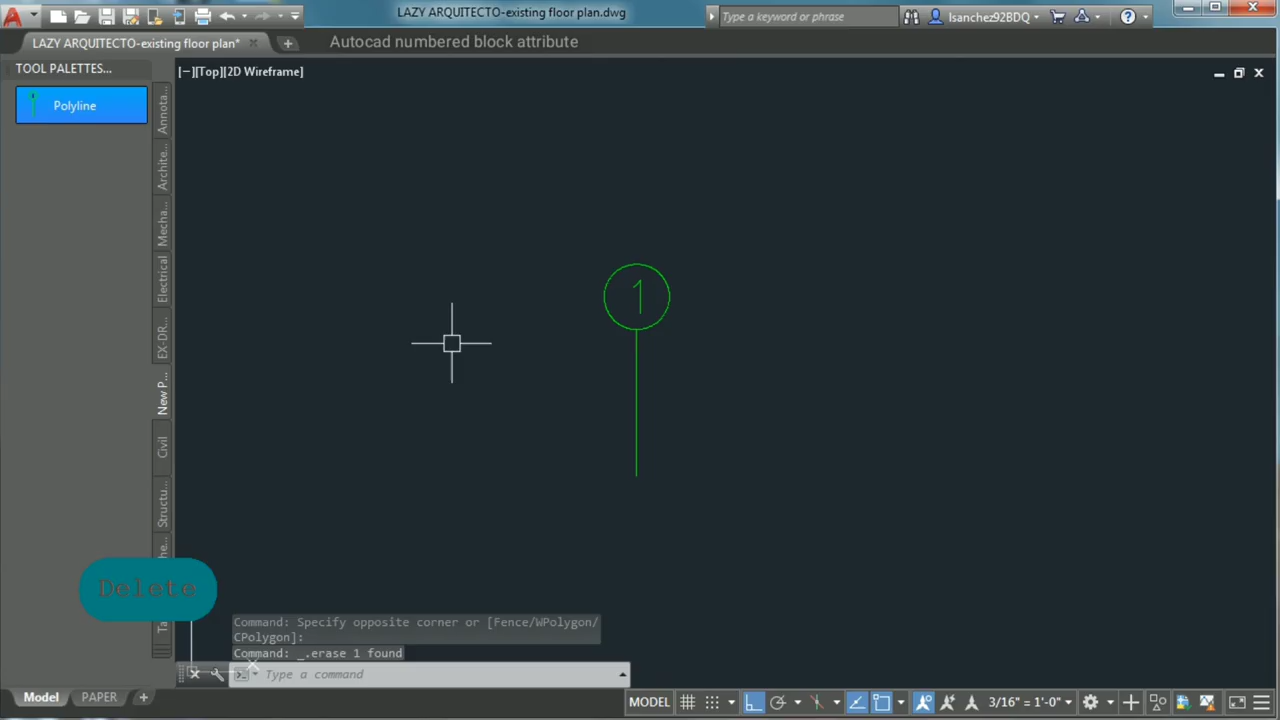 LAZY ARQUITECTO-existing floor plan.dwg
Type a keyword or phrase
lsanchez92BDQ
LAZY ARQUITECTO-existing floor plan*
Autocad numbered block attribute
TOOL PALETTES...
[−][Top][2D Wireframe]
Polyline
Annota...
Archite...
Mecha...
Electrical
EX-DR...
New P...
Civil
Structu...
1
Delete
Command: Specify opposite corner or [Fence/WPolygon/
CPolygon]:
Command: _.erase 1 found
Type a command
Model
PAPER
MODEL
3/16" = 1'-0"